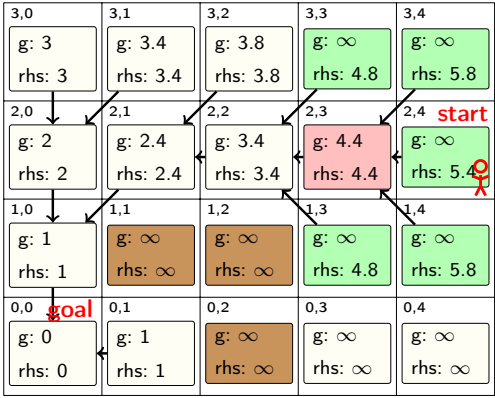 3,0 3,1 3,2 3,3 3,4
g: 3 g: 3.4 g: 3.8 g: ∞ g: ∞
rhs: 3 rhs: 3.4 rhs: 3.8 rhs: 4.8 rhs: 5.8
2,0 2,1 2,2 2,3 2,4 start
g: 2 g: 2.4 g: 3.4 g: 4.4 g: ∞
rhs: 2 rhs: 2.4 rhs: 3.4 rhs: 4.4 rhs: 5.4
1,0 1,1 1,2 1,3 1,4
g: 1 g: ∞ g: ∞ g: ∞ g: ∞
rhs: 1 rhs: ∞ rhs: ∞ rhs: 4.8 rhs: 5.8
0,0 goal 0,1 0,2 0,3 0,4
g: 0 g: 1 g: ∞ g: ∞ g: ∞
rhs: 0 rhs: 1 rhs: ∞ rhs: ∞ rhs: ∞